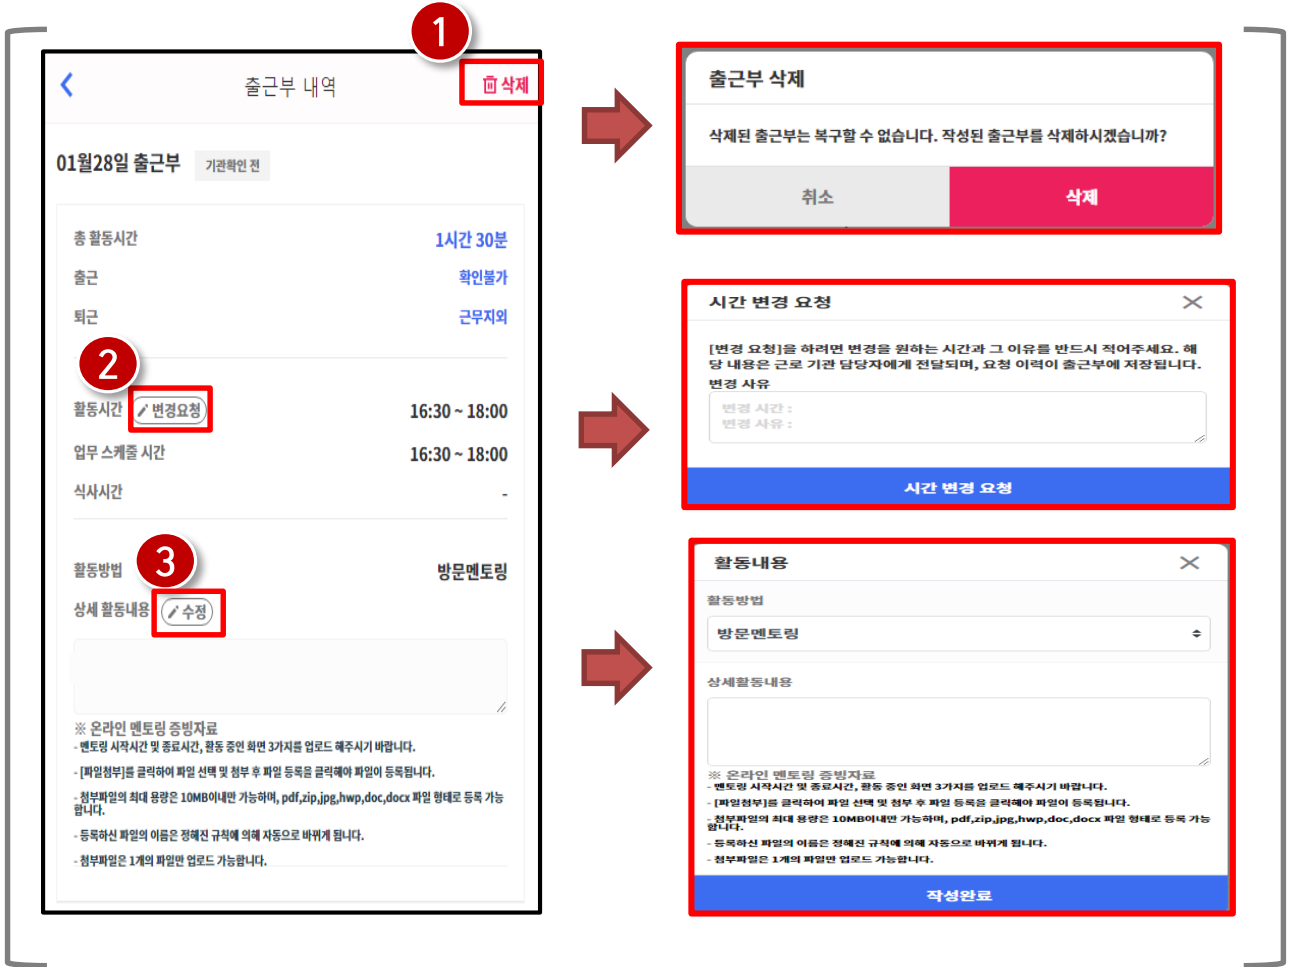 1
출근부 내역
삭제
01월28일 출근부 기관확인 전
총 활동시간 1시간 30분
출근 확인불가
퇴근 근무지외
2
활동시간 변경요청 16:30 ~ 18:00
업무 스케줄 시간 16:30 ~ 18:00
식사시간 -
3
활동방법 방문멘토링
상세 활동내용 수정
※ 온라인 멘토링 증빙자료
- 멘토링 시작시간 및 종료시간, 활동 중인 화면 3가지를 업로드 해주시기 바랍니다.
- [파일첨부]를 클릭하여 파일 선택 및 첨부 후 파일 등록을 클릭해야 파일이 등록됩니다.
- 첨부파일의 최대 용량은 10MB이내만 가능하며, pdf,zip,jpg,hwp,doc,docx 파일 형태로 등록 가능
합니다.
- 등록하신 파일의 이름은 정해진 규칙에 의해 자동으로 바뀌게 됩니다.
- 첨부파일은 1개의 파일만 업로드 가능합니다.
출근부 삭제
삭제된 출근부는 복구할 수 없습니다. 작성된 출근부를 삭제하시겠습니까?
취소 삭제
시간 변경 요청
[변경 요청]을 하려면 변경을 원하는 시간과 그 이유를 반드시 적어주세요. 해
당 내용은 근로 기관 담당자에게 전달되며, 요청 이력이 출근부에 저장됩니다.
변경 사유
변경 시간 :
변경 사유 :
시간 변경 요청
활동내용
활동방법
방문멘토링
상세활동내용
※ 온라인 멘토링 증빙자료
- 멘토링 시작시간 및 종료시간, 활동 중인 화면 3가지를 업로드 해주시기 바랍니다.
- [파일첨부]를 클릭하여 파일 선택 및 첨부 후 파일 등록을 클릭해야 파일이 등록됩니다.
- 첨부파일의 최대 용량은 10MB이내만 가능하며, pdf,zip,jpg,hwp,doc,docx 파일 형태로 등록 가능
합니다.
- 등록하신 파일의 이름은 정해진 규칙에 의해 자동으로 바뀌게 됩니다.
- 첨부파일은 1개의 파일만 업로드 가능합니다.
작성완료